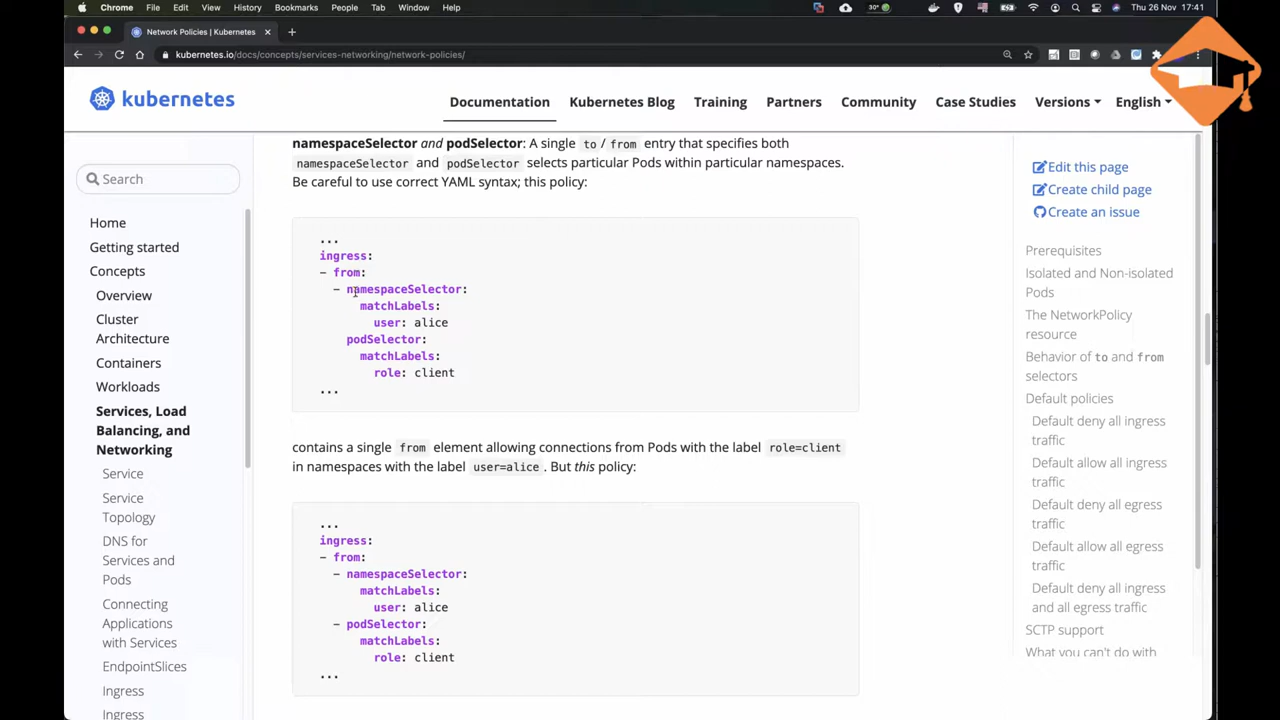 Chrome File Edit View History Bookmarks People Tab Window Help 30° Thu 26 Nov 17:41
Network Policies | Kubernetes
kubernetes.io/docs/concepts/services-networking/network-policies/
kubernetes
Documentation Kubernetes Blog Training Partners Community Case Studies Versions English
Search
Home
Getting started
Concepts
Overview
Cluster
Architecture
Containers
Workloads
Services, Load
Balancing, and
Networking
Service
Service
Topology
DNS for
Services and
Pods
Connecting
Applications
with Services
EndpointSlices
Ingress
Ingress
namespaceSelector and podSelector: A single to / from entry that specifies both
namespaceSelector and podSelector selects particular Pods within particular namespaces.
Be careful to use correct YAML syntax; this policy:
...
ingress:
- from:
- namespaceSelector:
matchLabels:
user: alice
podSelector:
matchLabels:
role: client
...
contains a single from element allowing connections from Pods with the label role=client
in namespaces with the label user=alice . But this policy:
...
ingress:
- from:
- namespaceSelector:
matchLabels:
user: alice
- podSelector:
matchLabels:
role: client
...
Edit this page
Create child page
Create an issue
Prerequisites
Isolated and Non-isolated
Pods
The NetworkPolicy
resource
Behavior of to and from
selectors
Default policies
Default deny all ingress
traffic
Default allow all ingress
traffic
Default deny all egress
traffic
Default allow all egress
traffic
Default deny all ingress
and all egress traffic
SCTP support
What you can't do with